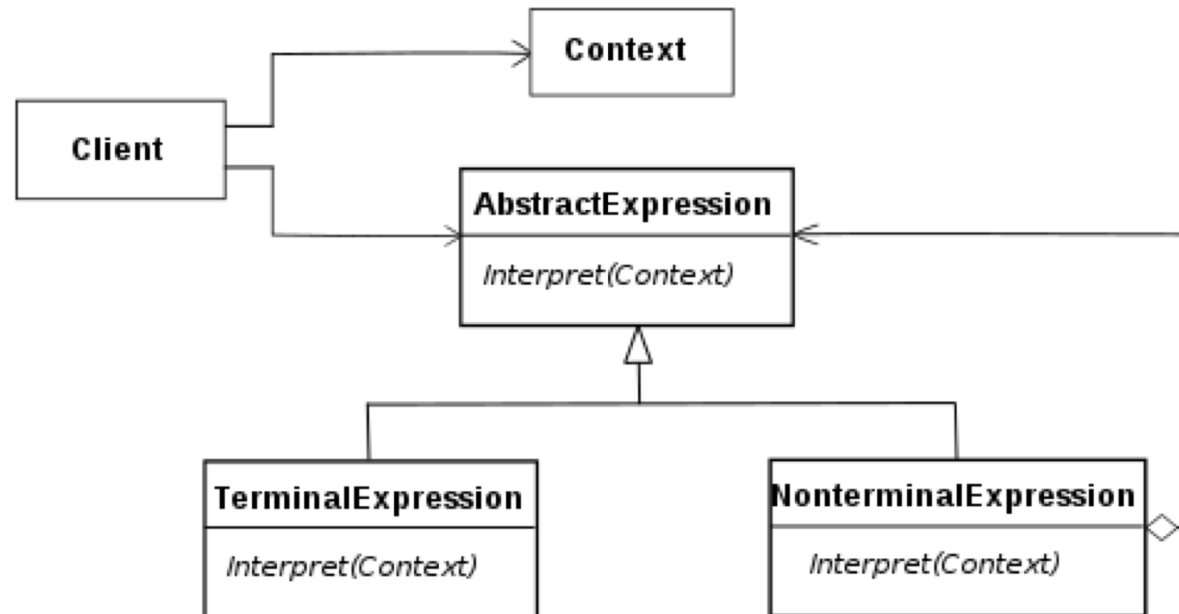 Context
Client
AbstractExpression
Interpret(Context)
TerminalExpression
Interpret(Context)
NonterminalExpression
Interpret(Context)